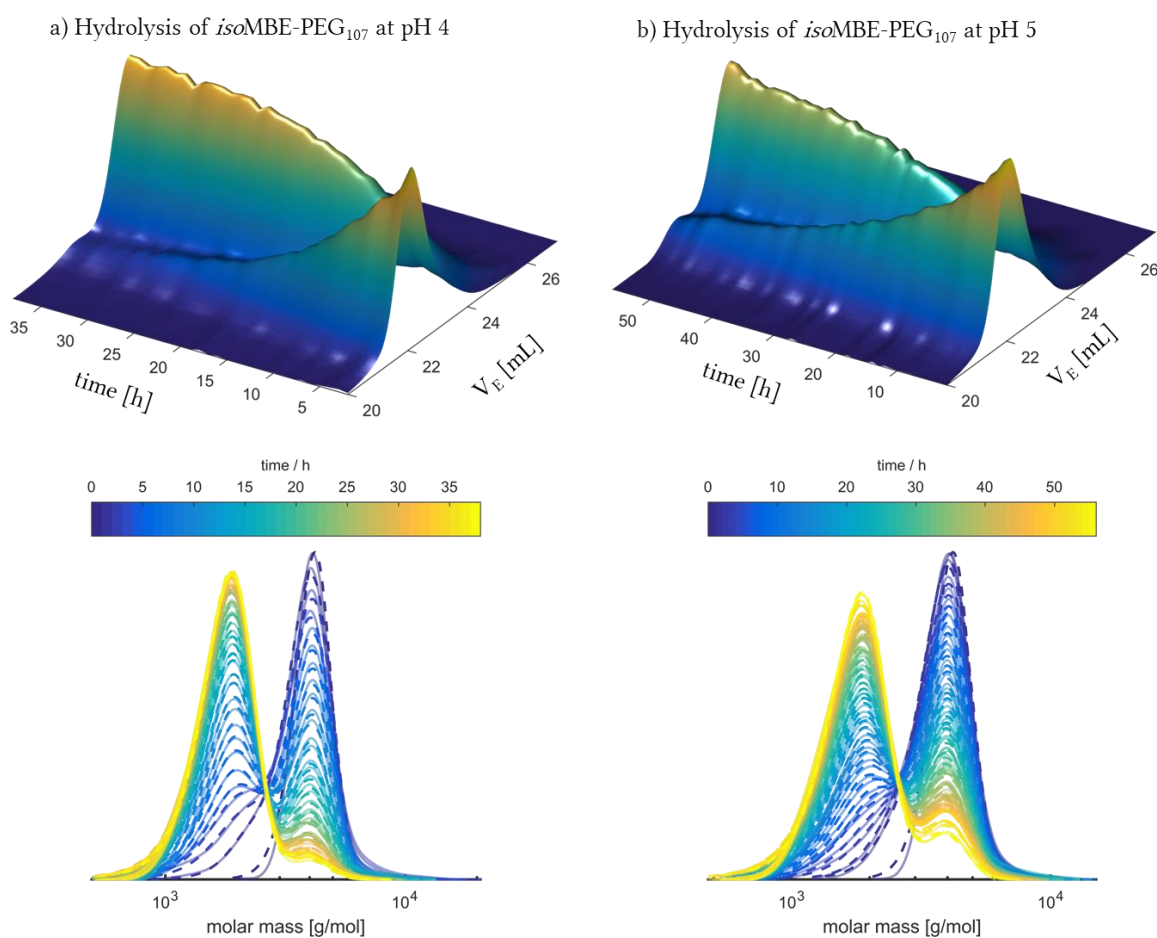 a) Hydrolysis of isoMBE-PEG₁₀₇ at pH 4
35
30
25
20
15
10
5
time [h]
20
22
24
26
V_E [mL]
b) Hydrolysis of isoMBE-PEG₁₀₇ at pH 5
50
40
30
20
10
time [h]
20
22
24
26
V_E [mL]
time / h
0 5 10 15 20 25 30 35
10³ 10⁴
molar mass [g/mol]
time / h
0 10 20 30 40 50
10³ 10⁴
molar mass [g/mol]